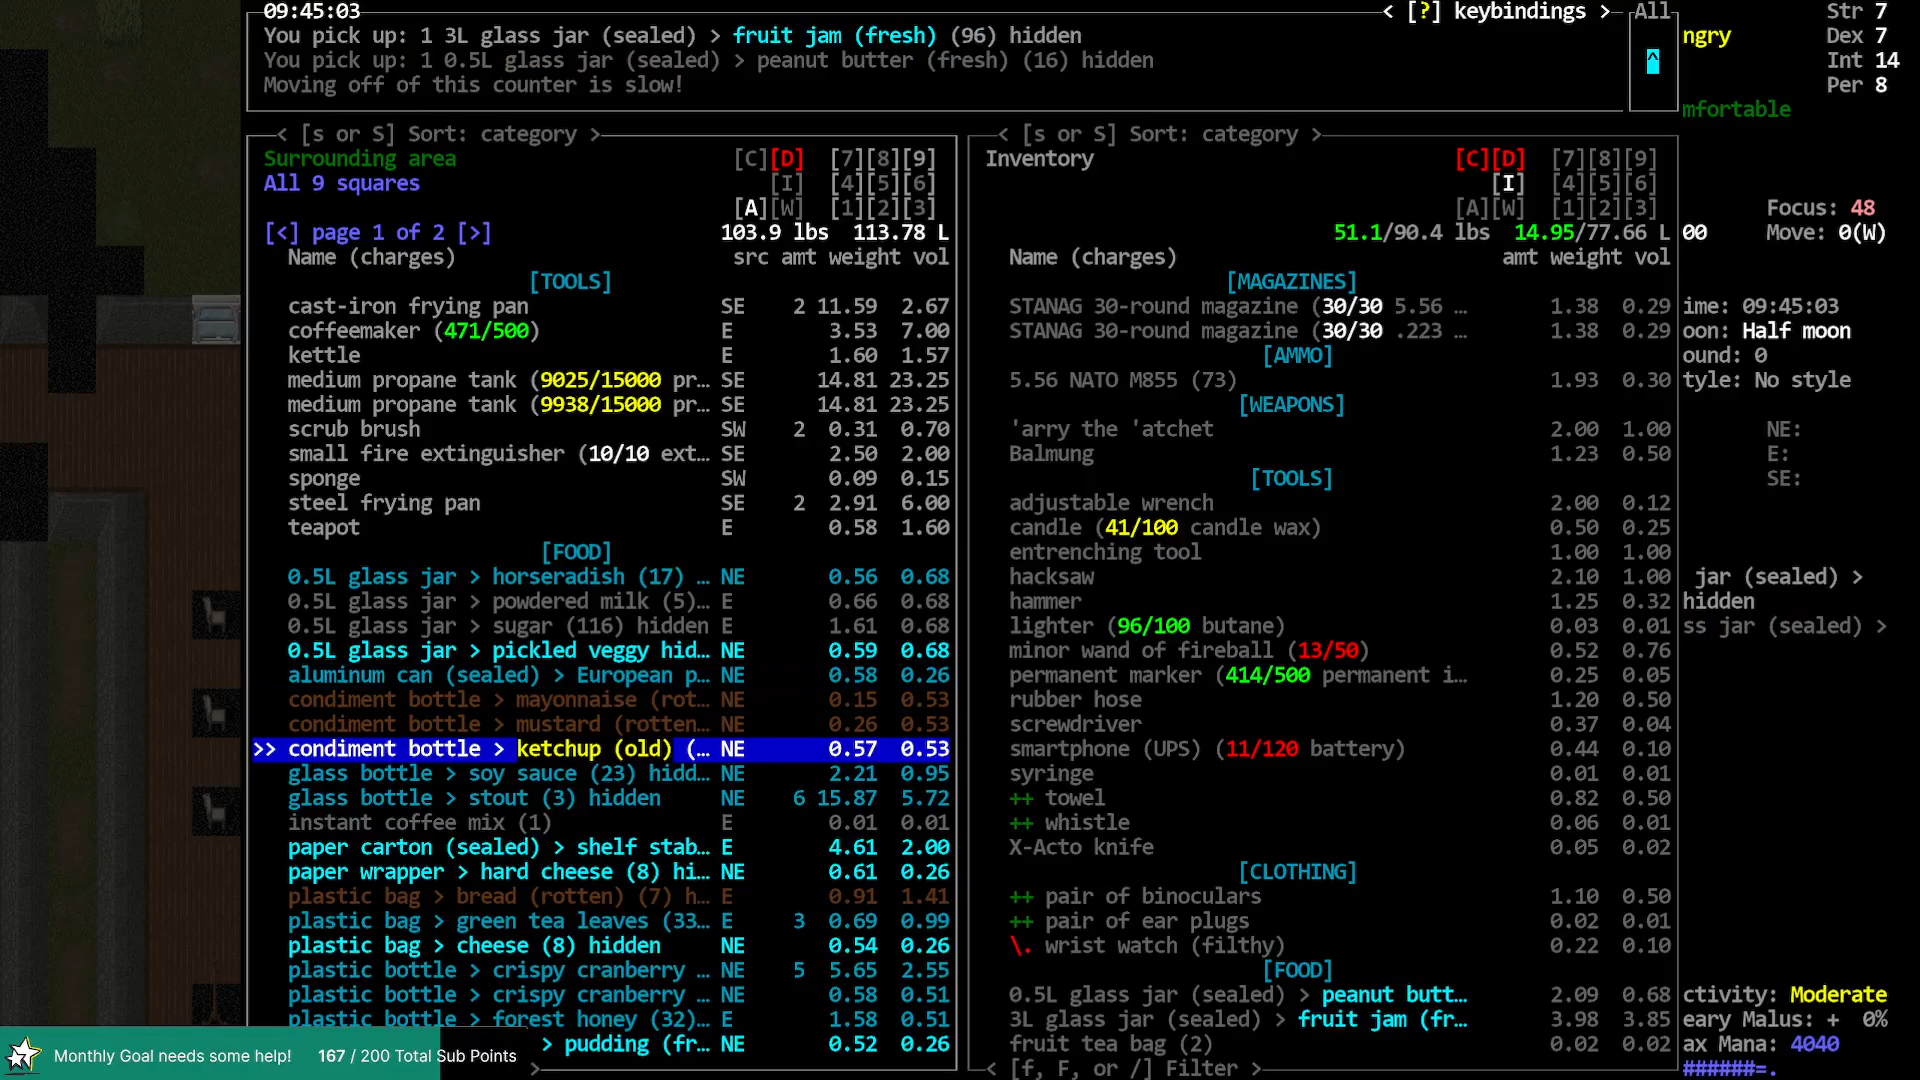 09:45:03
< [?] keybindings >
All
Str 7
You pick up: 1 3L glass jar (sealed) > fruit jam (fresh) (96) hidden
ngry
Dex 7
You pick up: 1 0.5L glass jar (sealed) > peanut butter (fresh) (16) hidden
^
Int 14
Moving off of this counter is slow!
Per 8
mfortable
< [s or S] Sort: category >
Surrounding area
[C][D] [7][8][9]
All 9 squares
[I] [4][5][6]
[A][W] [1][2][3]
[<] page 1 of 2 [>]
103.9 lbs 113.78 L
Name (charges) src amt weight vol
[TOOLS]
cast-iron frying pan SE 2 11.59 2.67
coffeemaker (471/500) E 3.53 7.00
kettle E 1.60 1.57
medium propane tank (9025/15000 pr… SE 14.81 23.25
medium propane tank (9938/15000 pr… SE 14.81 23.25
scrub brush SW 2 0.31 0.70
small fire extinguisher (10/10 ext… SE 2.50 2.00
sponge SW 0.09 0.15
steel frying pan SE 2 2.91 6.00
teapot E 0.58 1.60
[FOOD]
0.5L glass jar > horseradish (17) … NE 0.56 0.68
0.5L glass jar > powdered milk (5)… E 0.66 0.68
0.5L glass jar > sugar (116) hidden E 1.61 0.68
0.5L glass jar > pickled veggy hid… NE 0.59 0.68
aluminum can (sealed) > European p… NE 0.58 0.26
condiment bottle > mayonnaise (rot… NE 0.15 0.53
condiment bottle > mustard (rotten… NE 0.26 0.53
>> condiment bottle > ketchup (old) (… NE 0.57 0.53
glass bottle > soy sauce (23) hidd… NE 2.21 0.95
glass bottle > stout (3) hidden NE 6 15.87 5.72
instant coffee mix (1) E 0.01 0.01
paper carton (sealed) > shelf stab… E 4.61 2.00
paper wrapper > hard cheese (8) hi… NE 0.61 0.26
plastic bag > bread (rotten) (7) h… E 0.91 1.41
plastic bag > green tea leaves (33… E 3 0.69 0.99
plastic bag > cheese (8) hidden NE 0.54 0.26
plastic bottle > crispy cranberry … NE 5 5.65 2.55
plastic bottle > crispy cranberry … NE 0.58 0.51
plastic bottle > forest honey (32)… E 1.58 0.51
> pudding (fr… NE 0.52 0.26
>
< [s or S] Sort: category >
Inventory
[C][D] [7][8][9]
[I] [4][5][6]
[A][W] [1][2][3]
51.1/90.4 lbs 14.95/77.66 L
Name (charges) amt weight vol
[MAGAZINES]
STANAG 30-round magazine (30/30 5.56 … 1.38 0.29
STANAG 30-round magazine (30/30 .223 … 1.38 0.29
[AMMO]
5.56 NATO M855 (73) 1.93 0.30
[WEAPONS]
'arry the 'atchet 2.00 1.00
Balmung 1.23 0.50
[TOOLS]
adjustable wrench 2.00 0.12
candle (41/100 candle wax) 0.50 0.25
entrenching tool 1.00 1.00
hacksaw 2.10 1.00
hammer 1.25 0.32
lighter (96/100 butane) 0.03 0.01
minor wand of fireball (13/50) 0.52 0.76
permanent marker (414/500 permanent i… 0.25 0.05
rubber hose 1.20 0.50
screwdriver 0.37 0.04
smartphone (UPS) (11/120 battery) 0.44 0.10
syringe 0.01 0.01
++ towel 0.82 0.50
++ whistle 0.06 0.01
X-Acto knife 0.05 0.02
[CLOTHING]
++ pair of binoculars 1.10 0.50
++ pair of ear plugs 0.02 0.01
\. wrist watch (filthy) 0.22 0.10
[FOOD]
0.5L glass jar (sealed) > peanut butt… 2.09 0.68
3L glass jar (sealed) > fruit jam (fr… 3.98 3.85
fruit tea bag (2) 0.02 0.02
< [f, F, or /] Filter >
Focus: 48
00 Move: 0(W)
ime: 09:45:03
oon: Half moon
ound: 0
tyle: No style
NE:
E:
SE:
jar (sealed) >
hidden
ss jar (sealed) >
ctivity: Moderate
eary Malus: + 0%
ax Mana: 4040
######=.
Monthly Goal needs some help! 167 / 200 Total Sub Points